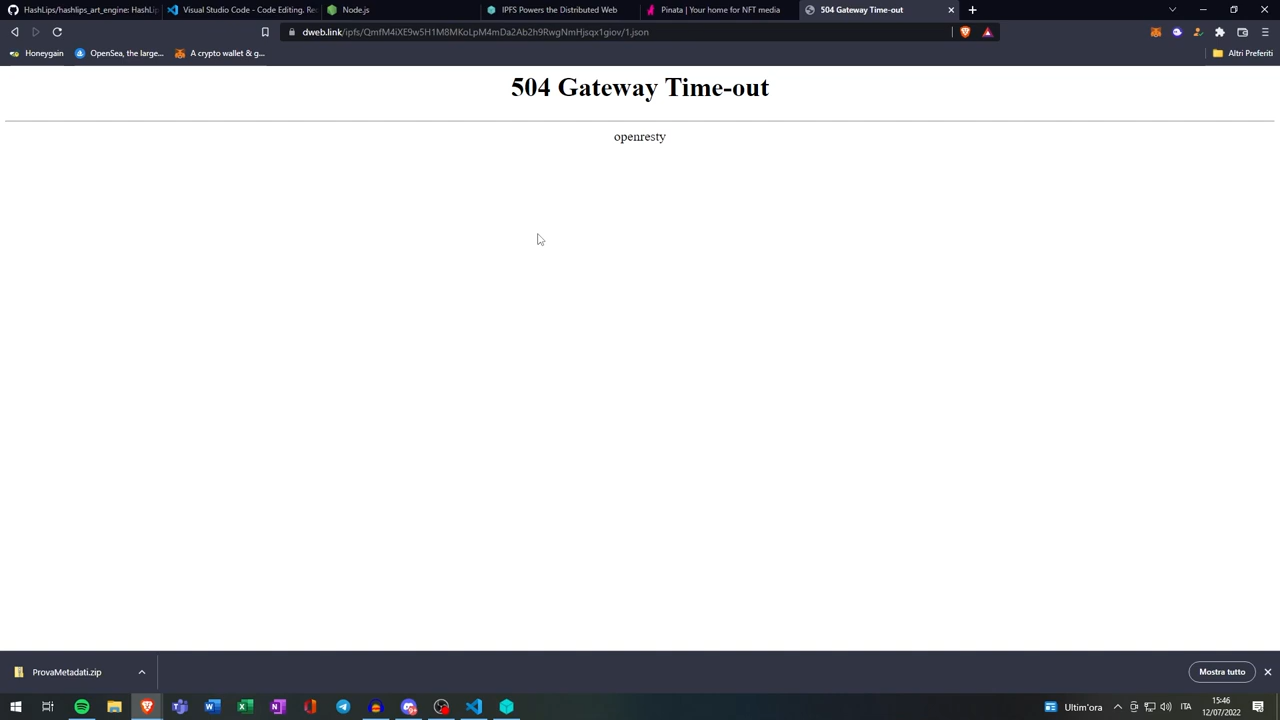 HashLips/hashlips_art_engine: HashLip
Visual Studio Code - Code Editing. Re
Node.js
IPFS Powers the Distributed Web
Pinata | Your home for NFT media
504 Gateway Time-out
dweb.link/ipfs/QmfM4iXE9w5H1M8MKoLpM4mDa2Ab2h9RwgNmHjsqx1giov/1.json
Honeygain
OpenSea, the large...
A crypto wallet & g...
Altri Preferiti
504 Gateway Time-out
openresty
ProvaMetadati.zip
Mostra tutto
Ultim'ora
ITA
15:46
12/07/2022